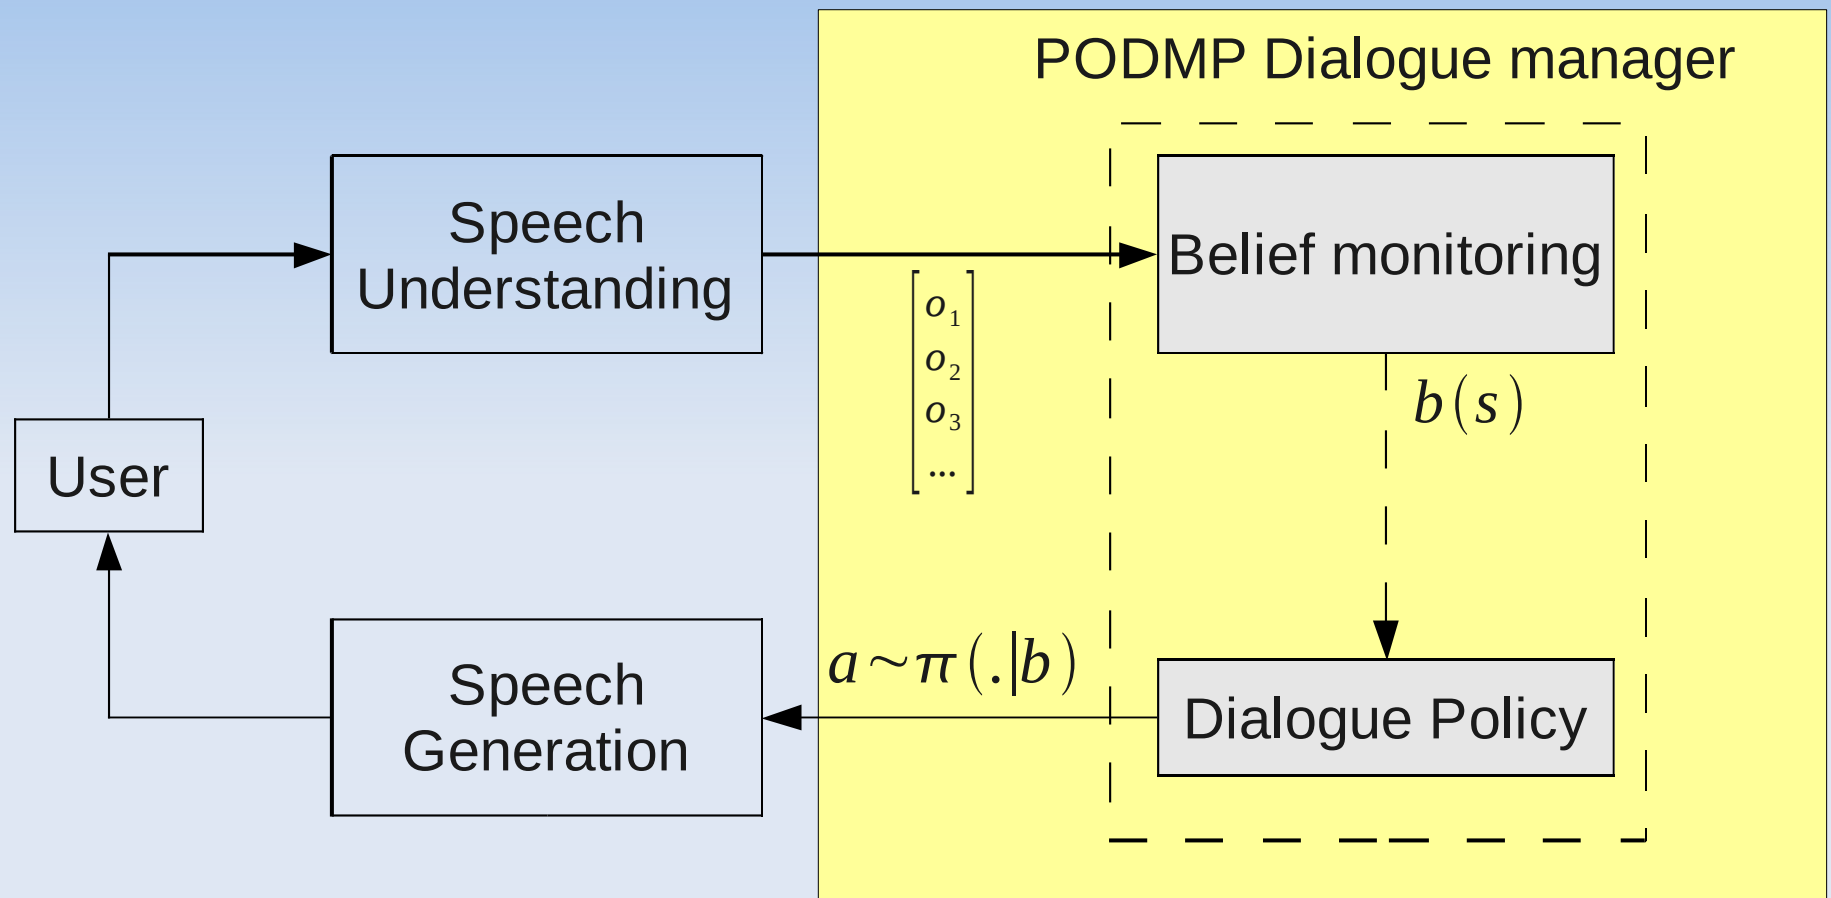 PODMP Dialogue manager
Speech
Understanding
Belief monitoring
[o₁
o₂
o₃
...]
b(s)
User
a~π(.|b)
Speech
Generation
Dialogue Policy